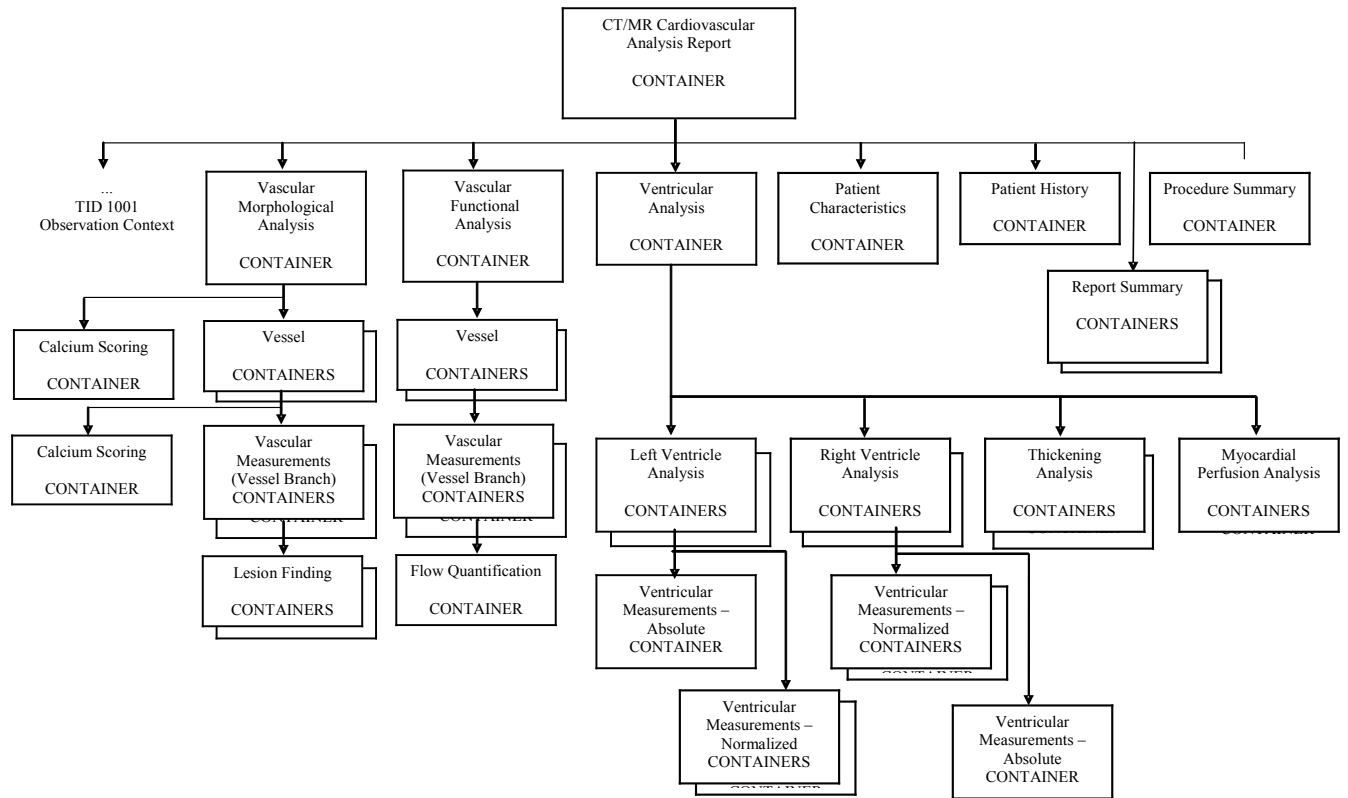 CT/MR Cardiovascular
Analysis Report
CONTAINER
...
TID 1001
Observation Context
Vascular
Morphological
Analysis
CONTAINER
Vascular
Functional
Analysis
CONTAINER
Ventricular
Analysis
CONTAINER
Patient
Characteristics
CONTAINER
Patient History
CONTAINER
Procedure Summary
CONTAINER
Report Summary
CONTAINERS
Calcium Scoring
CONTAINER
Vessel
CONTAINERS
Vessel
CONTAINERS
Calcium Scoring
CONTAINER
Vascular
Measurements
(Vessel Branch)
CONTAINERS
CONTAINER
Vascular
Measurements
(Vessel Branch)
CONTAINERS
CONTAINER
Left Ventricle
Analysis
CONTAINERS
Right Ventricle
Analysis
CONTAINERS
Thickening
Analysis
CONTAINERS
Myocardial
Perfusion Analysis
CONTAINERS
CONTAINER
Lesion Finding
CONTAINERS
Flow Quantification
CONTAINER
Ventricular
Measurements –
Absolute
CONTAINER
Ventricular
Measurements –
Normalized
CONTAINERS
CONTAINER
Ventricular
Measurements –
Normalized
CONTAINERS
Ventricular
Measurements –
Absolute
CONTAINER